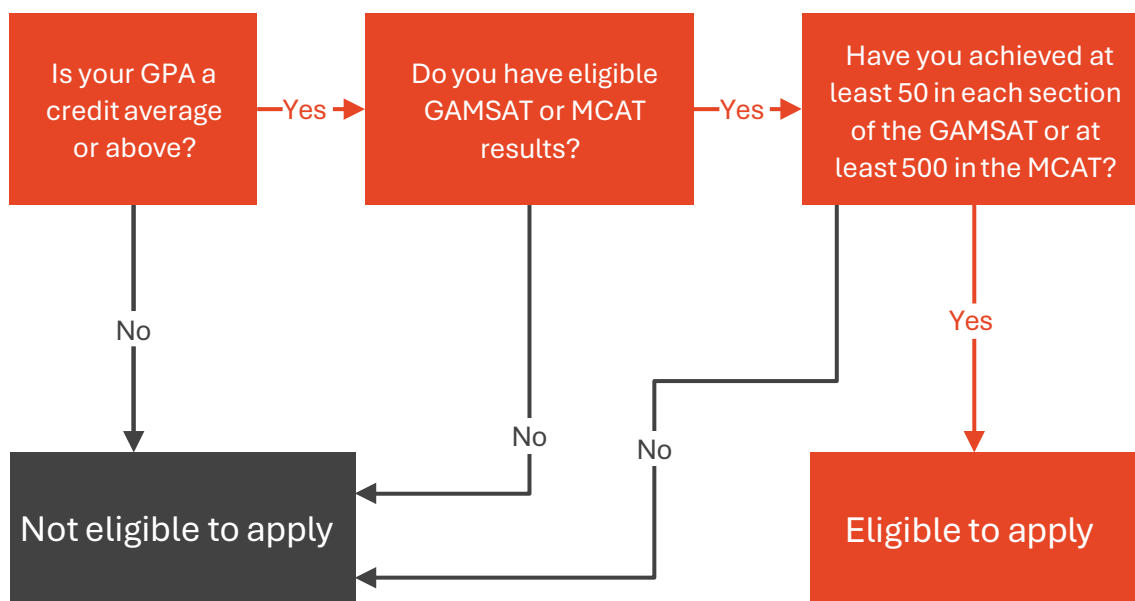 Is your GPA a
credit average
or above?
Yes
Do you have eligible
GAMSAT or MCAT
results?
Yes
Have you achieved at
least 50 in each section
of the GAMSAT or at
least 500 in the MCAT?
No
Yes
No
No
Not eligible to apply
Eligible to apply